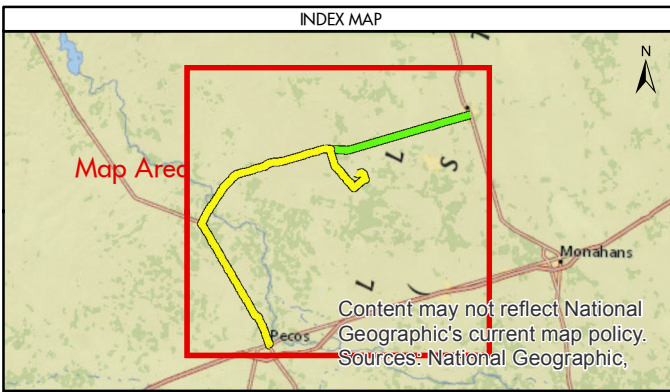 INDEX MAP
N
Map Area
L
S
L
Monahans
Pecos
Content may not reflect National
Geographic's current map policy.
Sources: National Geographic,